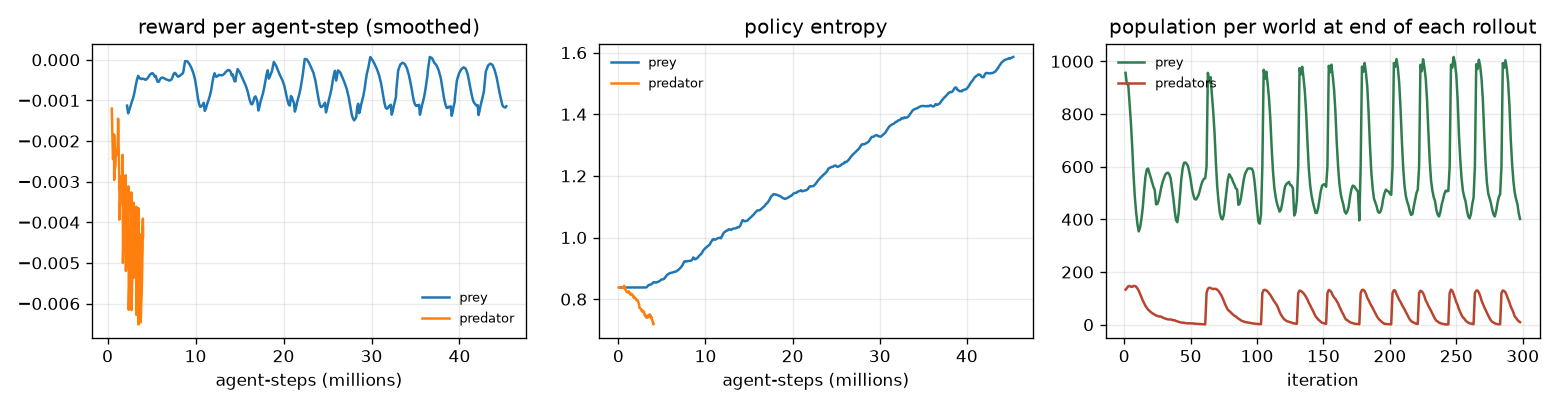 reward per agent-step (smoothed)
0.000
−0.001
−0.002
−0.003
−0.004
−0.005
−0.006
prey
predator
0 10 20 30 40
agent-steps (millions)
policy entropy
1.6
1.4
1.2
1.0
0.8
prey
predator
0 10 20 30 40
agent-steps (millions)
population per world at end of each rollout
1000
800
600
400
200
0
prey
predators
0 50 100 150 200 250 300
iteration